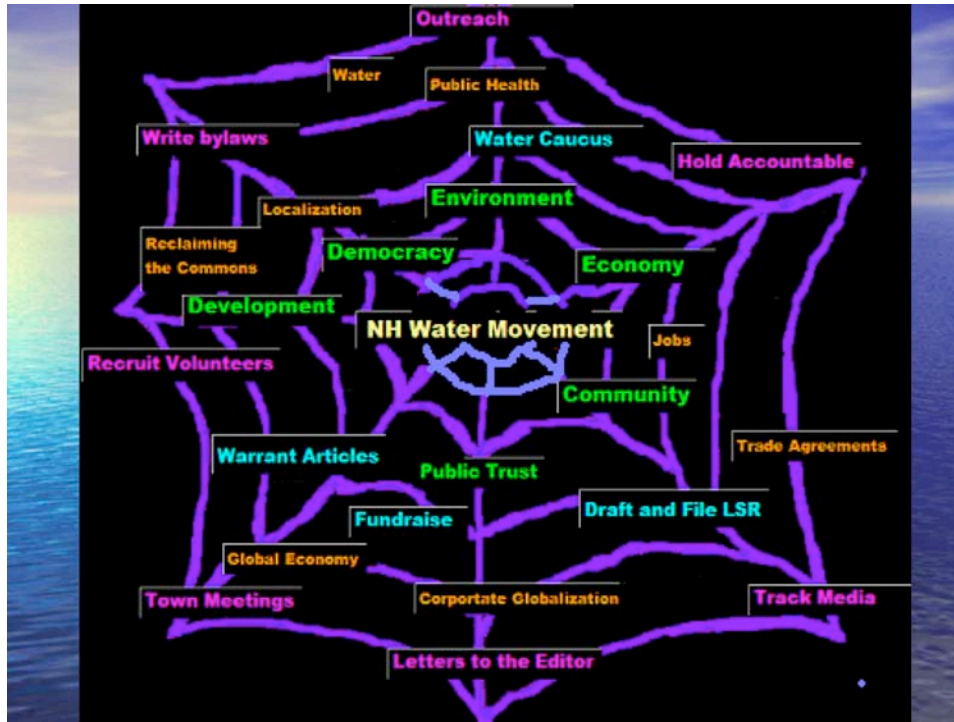 Outreach
Water
Public Health
Write bylaws
Water Caucus
Hold Accountable
Environment
Localization
Reclaiming
the Commons
Democracy
Economy
Development
NH Water Movement
Jobs
Recruit Volunteers
Community
Trade Agreements
Warrant Articles
Public Trust
Fundraise
Draft and File LSR
Global Economy
Town Meetings
Corportate Globalization
Track Media
Letters to the Editor